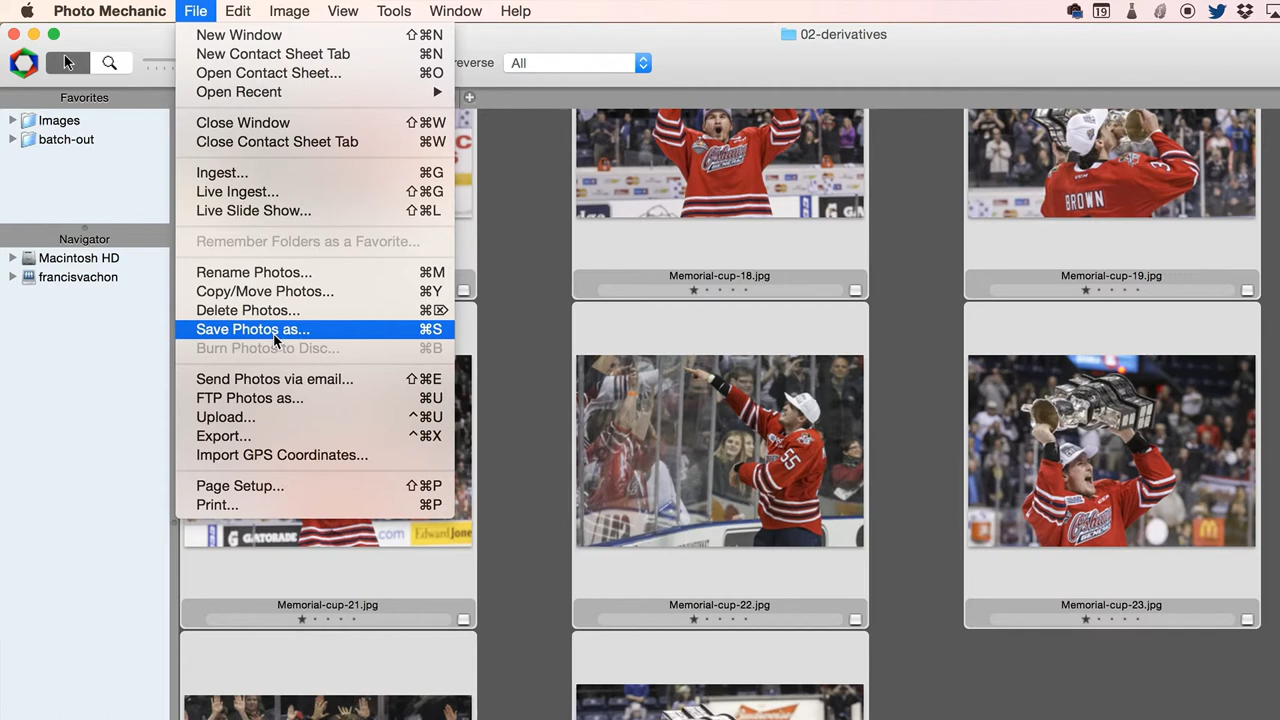 Photo Mechanic File Edit Image View Tools Window Help
19
02-derivatives
reverse All
New Window ⇧⌘N
New Contact Sheet Tab ⌘N
Open Contact Sheet... ⌘O
Open Recent ▶
Close Window ⇧⌘W
Close Contact Sheet Tab ⌘W
Ingest... ⌘G
Live Ingest... ⇧⌘G
Live Slide Show... ⇧⌘L
Remember Folders as a Favorite...
Rename Photos... ⌘M
Copy/Move Photos... ⌘Y
Delete Photos... ⌘⌦
Save Photos as... ⌘S
Burn Photos to Disc... ⌘B
Send Photos via email... ⇧⌘E
FTP Photos as... ⌘U
Upload... ^⌘U
Export... ^⌘X
Import GPS Coordinates...
Page Setup... ⇧⌘P
Print... ⌘P
Favorites
Images
batch-out
Navigator
Macintosh HD
francisvachon
BROWN
Memorial-cup-18.jpg
Memorial-cup-19.jpg
55
GATORADE
.com
Edward Jones
Memorial-cup-21.jpg
Memorial-cup-22.jpg
Memorial-cup-23.jpg